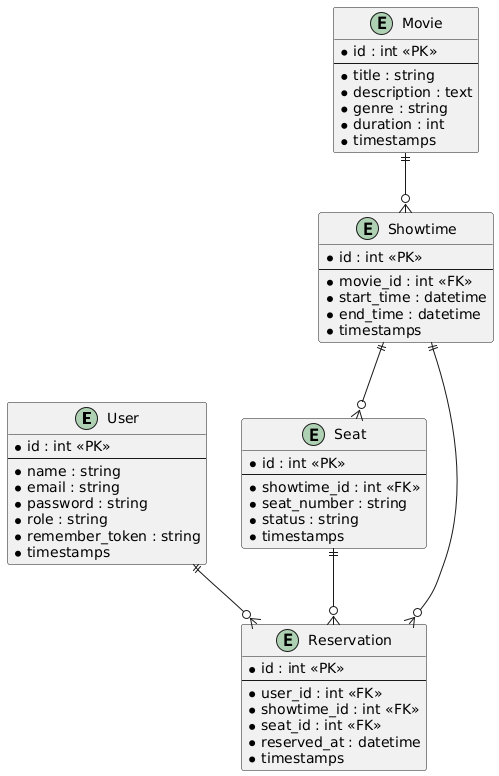 E Movie
* id : int «PK»
* title : string
* description : text
* genre : string
* duration : int
* timestamps
E Showtime
* id : int «PK»
* movie_id : int «FK»
* start_time : datetime
* end_time : datetime
* timestamps
E User
* id : int «PK»
* name : string
* email : string
* password : string
* role : string
* remember_token : string
* timestamps
E Seat
* id : int «PK»
* showtime_id : int «FK»
* seat_number : string
* status : string
* timestamps
E Reservation
* id : int «PK»
* user_id : int «FK»
* showtime_id : int «FK»
* seat_id : int «FK»
* reserved_at : datetime
* timestamps